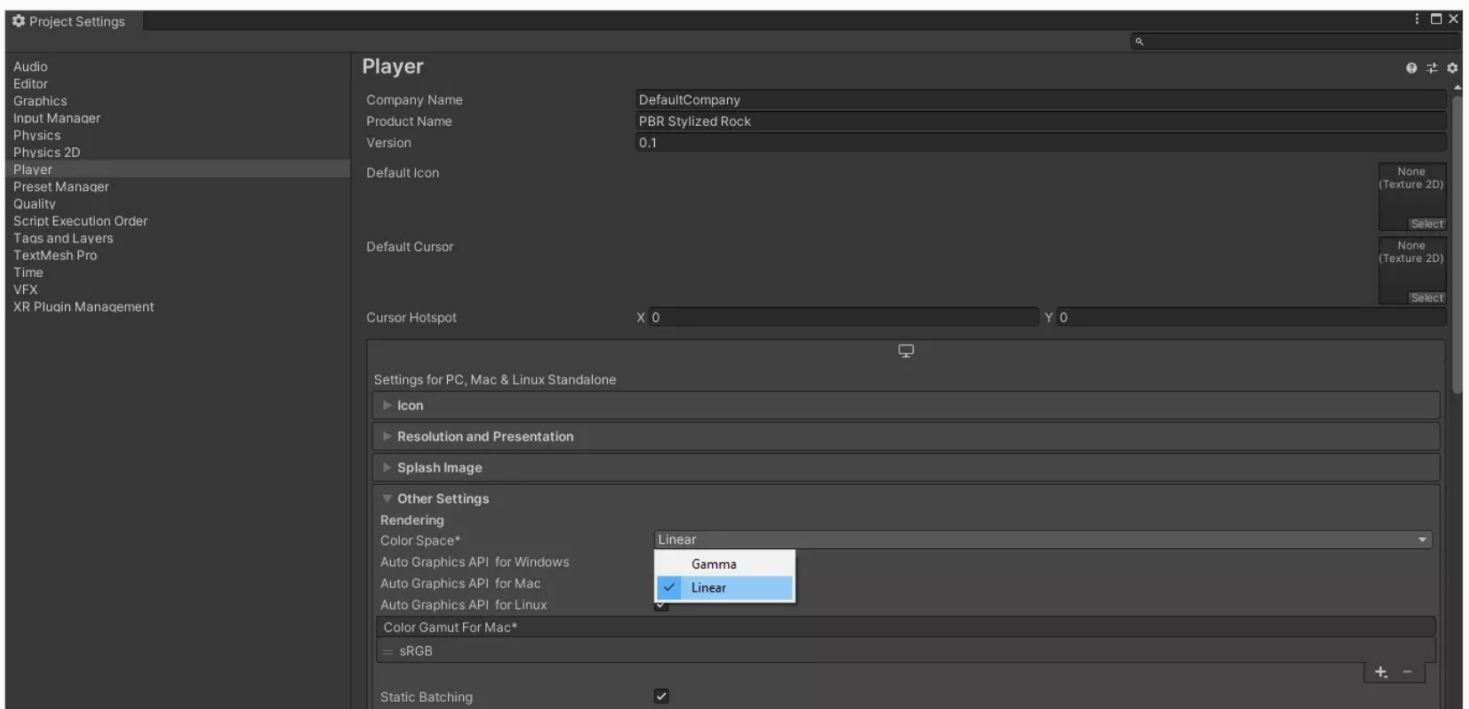 Project Settings
Audio
Editor
Graphics
Input Manager
Physics
Physics 2D
Player
Preset Manager
Quality
Script Execution Order
Tags and Layers
TextMesh Pro
Time
VFX
XR Plugin Management
Player
Company Name DefaultCompany
Product Name PBR Stylized Rock
Version 0.1
Default Icon
None
(Texture 2D)
Select
Default Cursor
None
(Texture 2D)
Select
Cursor Hotspot X 0 Y 0
Settings for PC, Mac & Linux Standalone
Icon
Resolution and Presentation
Splash Image
Other Settings
Rendering
Color Space* Linear
Gamma
Linear
Auto Graphics API for Windows
Auto Graphics API for Mac
Auto Graphics API for Linux
Color Gamut For Mac*
sRGB
Static Batching